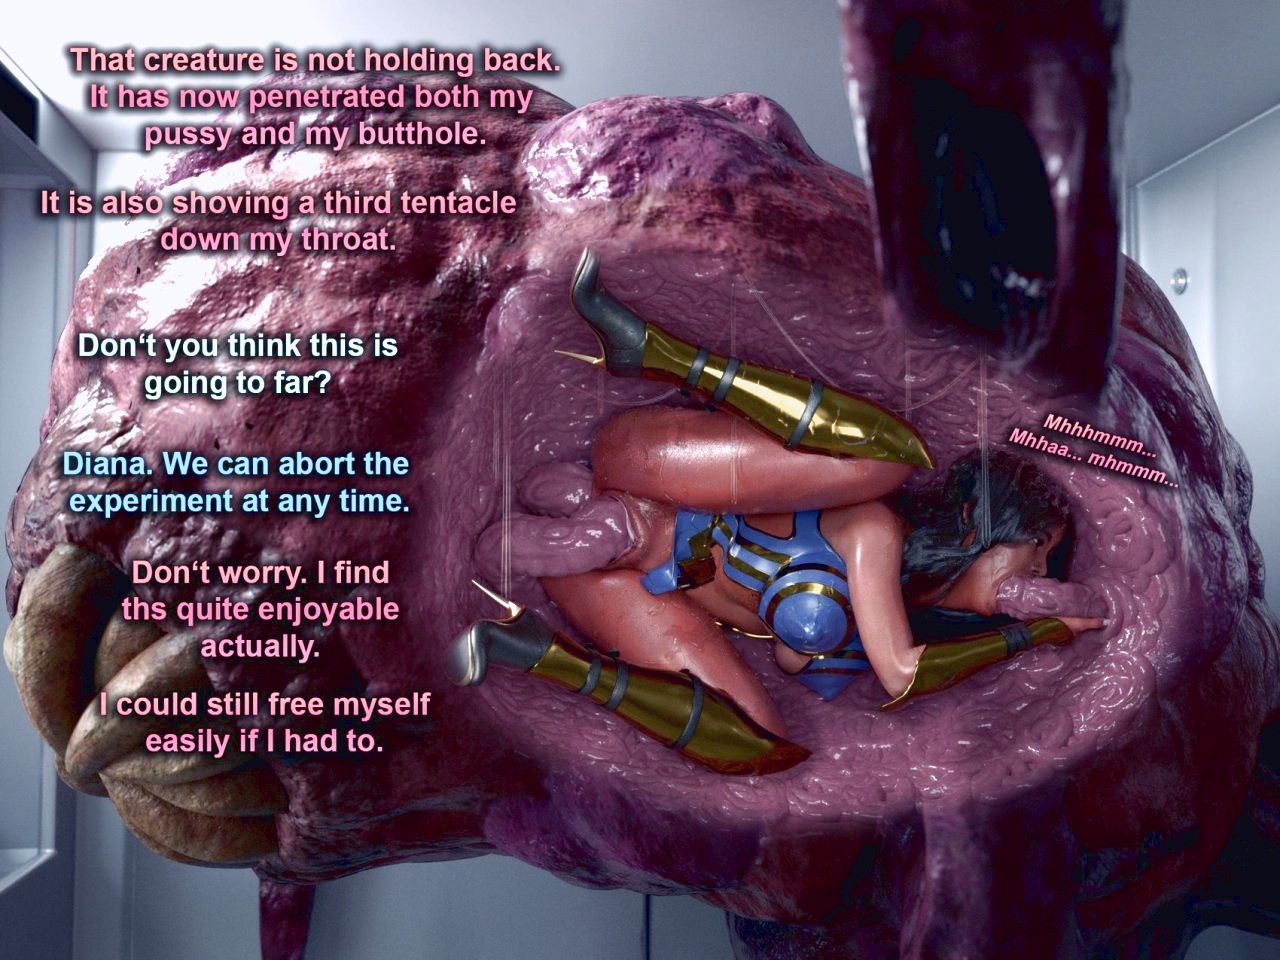 That creature is not holding back.
It has now penetrated both my
pussy and my butthole.
It is also shoving a third tentacle
down my throat.
Don‘t you think this is
going to far?
Diana. We can abort the
experiment at any time.
Don‘t worry. I find
ths quite enjoyable
actually.
I could still free myself
easily if I had to.
Mhhhmmm...
Mhhaa... mhmmm...